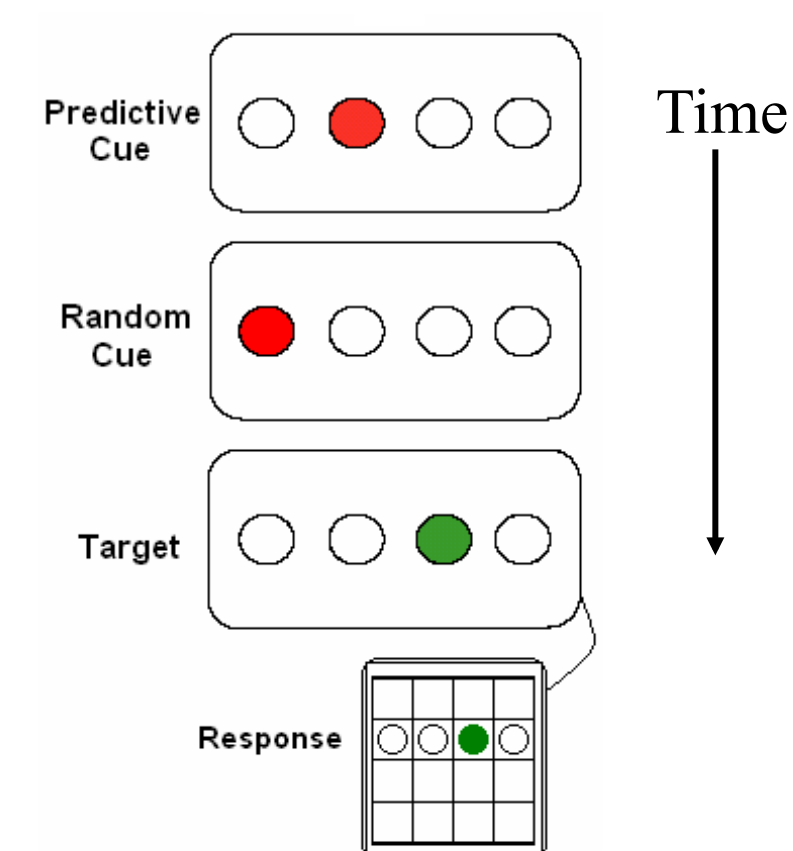 Predictive
Cue
Time
Random
Cue
Target
Response